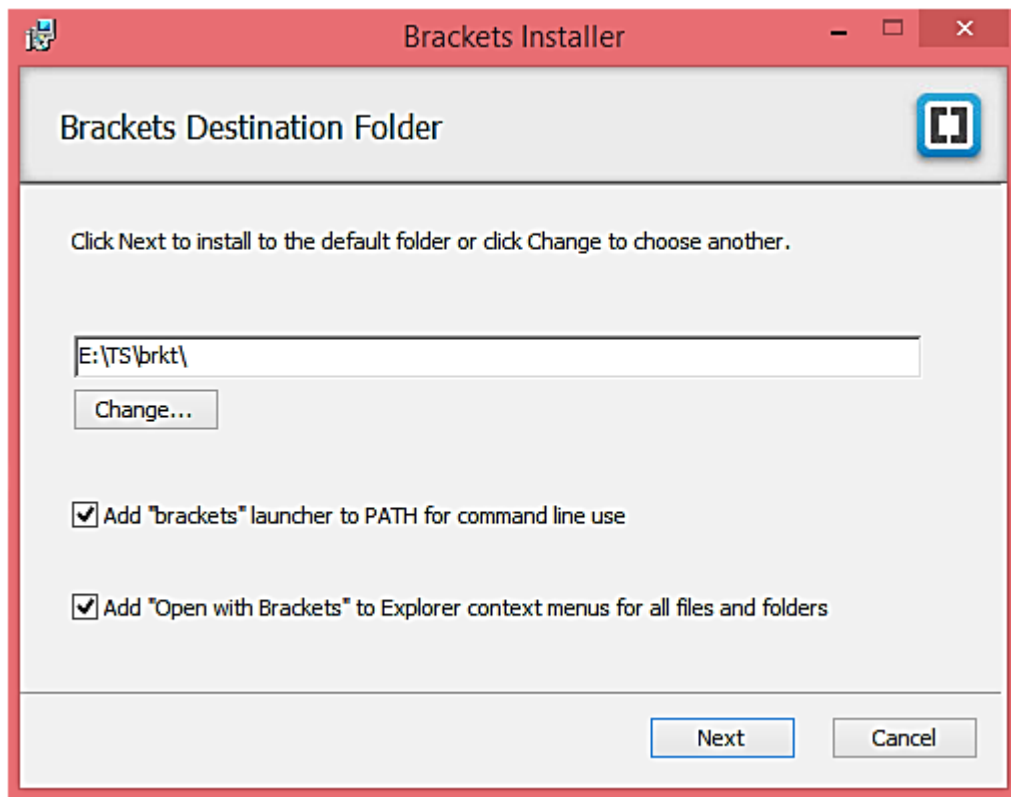 Brackets Installer
Brackets Destination Folder
Click Next to install to the default folder or click Change to choose another.
E:\TS\brkt\
Change...
Add "brackets" launcher to PATH for command line use
Add "Open with Brackets" to Explorer context menus for all files and folders
Next Cancel